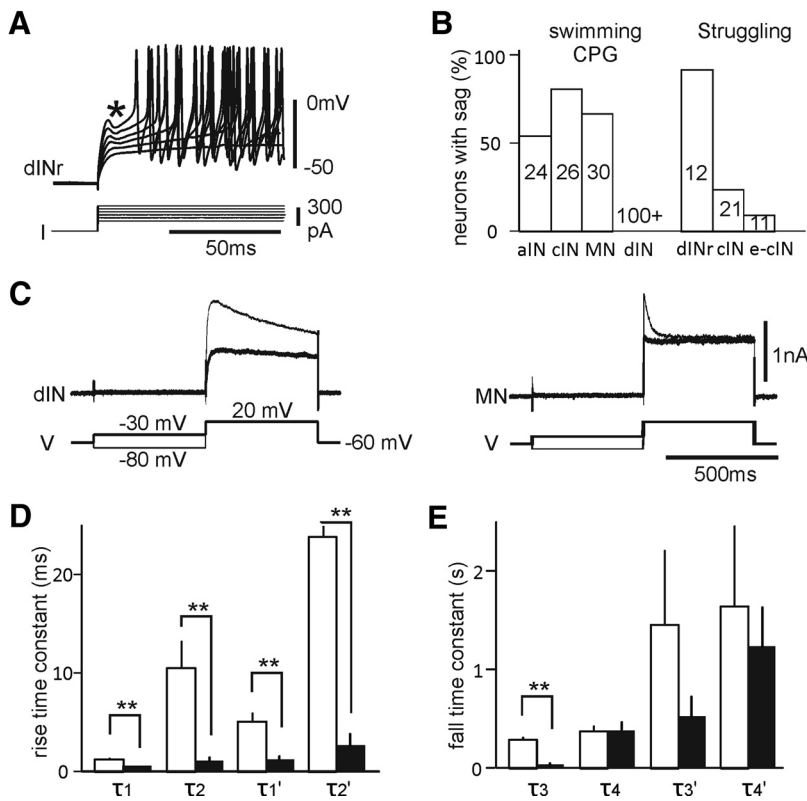 A
*
0mV
-50
dINr
I
300
pA
50ms
B
swimming
CPG
Struggling
neurons with sag (%)
100
50
0
24
26
30
100+
12
21
11
aIN cIN MN dIN dINr cIN e-cIN
C
dIN
-30 mV
20 mV
V
-80 mV
-60 mV
MN
1nA
V
500ms
D
rise time constant (ms)
20
10
0
**
**
**
**
τ1 τ2 τ1' τ2'
E
fall time constant (s)
2
1
0
**
τ3 τ4 τ3' τ4'